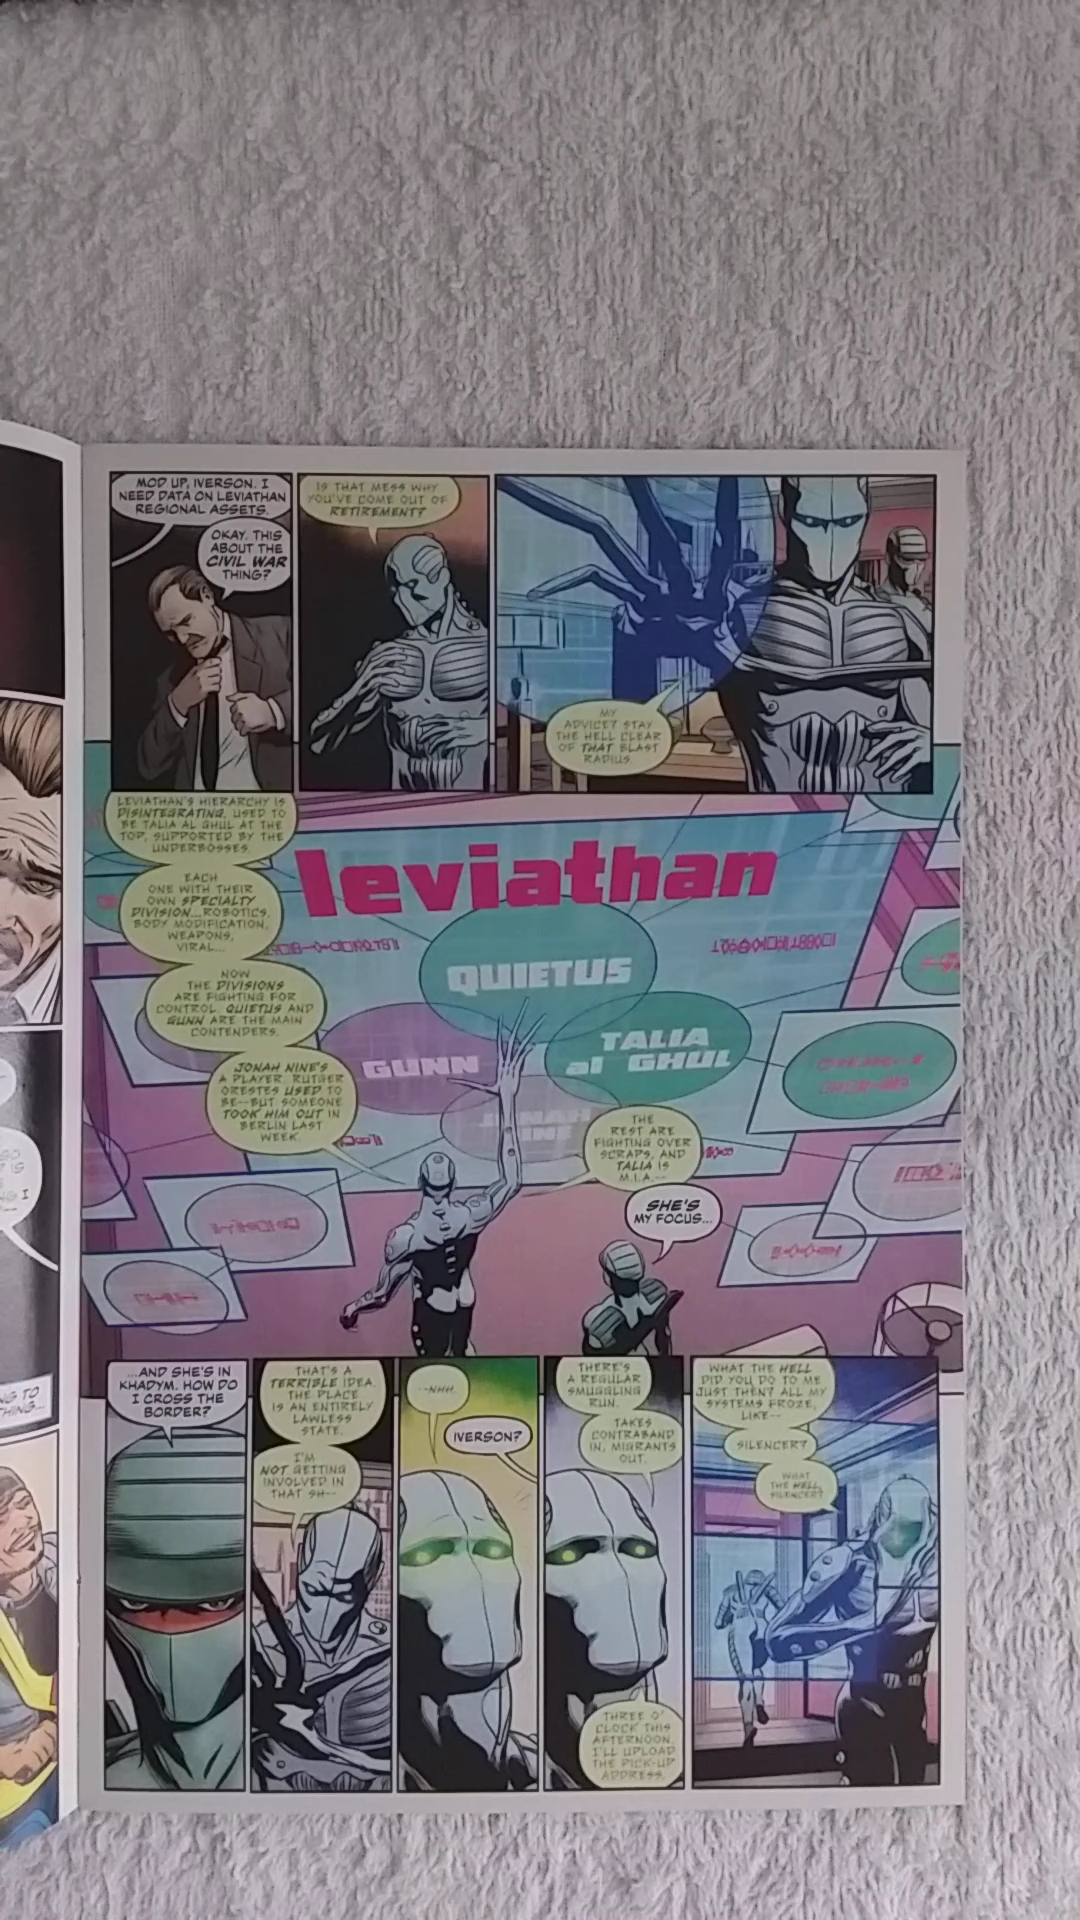 MOD UP, IVERSON. I
NEED DATA ON LEVIATHAN
REGIONAL ASSETS.
OKAY. THIS
ABOUT THE
CIVIL WAR
THING?
IS THAT MESS WHY
YOU'VE COME OUT OF
RETIREMENT?
MY
ADVICE? STAY
THE HELL CLEAR
OF THAT BLAST
RADIUS.
LEVIATHAN'S HIERARCHY IS
DISINTEGRATING. USED TO
BE TALIA AL GHUL AT THE
TOP, SUPPORTED BY THE
UNDERBOSSES.
EACH
ONE WITH THEIR
OWN SPECIALTY
DIVISION...ROBOTICS,
BODY MODIFICATION,
WEAPONS,
VIRAL...
NOW
THE DIVISIONS
ARE FIGHTING FOR
CONTROL. QUIETUS AND
GUNN ARE THE MAIN
CONTENDERS.
JONAH NINE'S
A PLAYER. RUTGER
ORESTES USED TO
BE--BUT SOMEONE
TOOK HIM OUT IN
BERLIN LAST
WEEK.
leviathan
QUIETUS
GUNN
TALIA
al GHUL
JONAH
NINE
THE
REST ARE
FIGHTING OVER
SCRAPS, AND
TALIA IS
M.I.A.--
SHE'S
MY FOCUS...
...AND SHE'S IN
KHADYM. HOW DO
I CROSS THE
BORDER?
THAT'S A
TERRIBLE IDEA.
THE PLACE
IS AN ENTIRELY
LAWLESS
STATE.
I'M
NOT GETTING
INVOLVED IN
THAT SH--
--NHH.
IVERSON?
THERE'S
A REGULAR
SMUGGLING
RUN.
TAKES
CONTRABAND
IN, MIGRANTS
OUT.
THREE O'
CLOCK THIS
AFTERNOON.
I'LL UPLOAD
THE PICK-UP
ADDRESS.
WHAT THE HELL
DID YOU DO TO ME
JUST THEN? ALL MY
SYSTEMS FROZE,
LIKE--
SILENCER?
WHAT
THE HELL,
SILENCER?